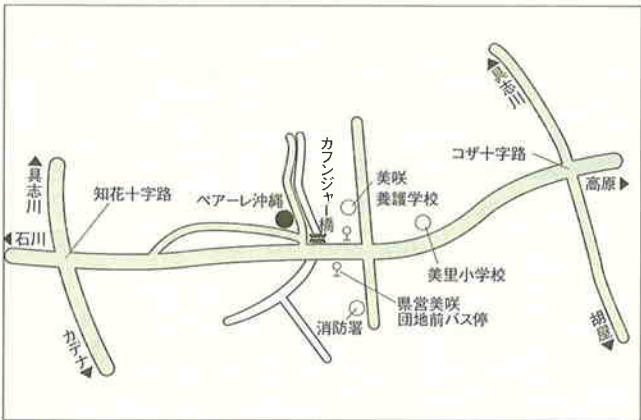 具志川
コザ十字路
高原
カフンジャー橋
美咲
養護学校
ペアーレ沖縄
具志川
知花十字路
石川
美里小学校
県営美咲
団地前バス停
消防署
カデナ
胡屋